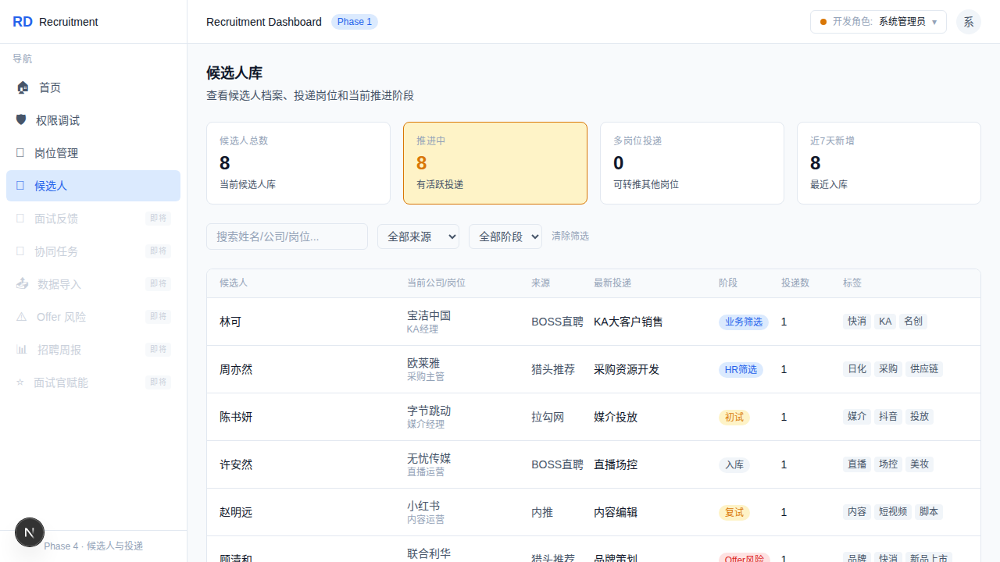 RD Recruitment
Recruitment Dashboard Phase 1
开发角色: 系统管理员 ▾ 系
导航
首页
权限调试
岗位管理
候选人
面试反馈 即将
协同任务 即将
数据导入 即将
Offer 风险 即将
招聘周报 即将
面试官赋能 即将
Phase 4 · 候选人与投递
候选人库
查看候选人档案、投递岗位和当前推进阶段
候选人总数
8
当前候选人库
推进中
8
有活跃投递
多岗位投递
0
可转推其他岗位
近7天新增
8
最近入库
搜索姓名/公司/岗位... 全部来源 全部阶段 清除筛选
候选人 当前公司/岗位 来源 最新投递 阶段 投递数 标签
林可 宝洁中国 KA经理 BOSS直聘 KA大客户销售 业务筛选 1 快消 KA 名创
周亦然 欧莱雅 采购主管 猎头推荐 采购资源开发 HR筛选 1 日化 采购 供应链
陈书妍 字节跳动 媒介经理 拉勾网 媒介投放 初试 1 媒介 抖音 投放
许安然 无忧传媒 直播运营 BOSS直聘 直播场控 入库 1 直播 场控 美妆
赵明远 小红书 内容运营 内推 内容编辑 复试 1 内容 短视频 脚本
顾清和 联合利华 猎头推荐 品牌策划 Offer风险 1 品牌 快消 新品上市